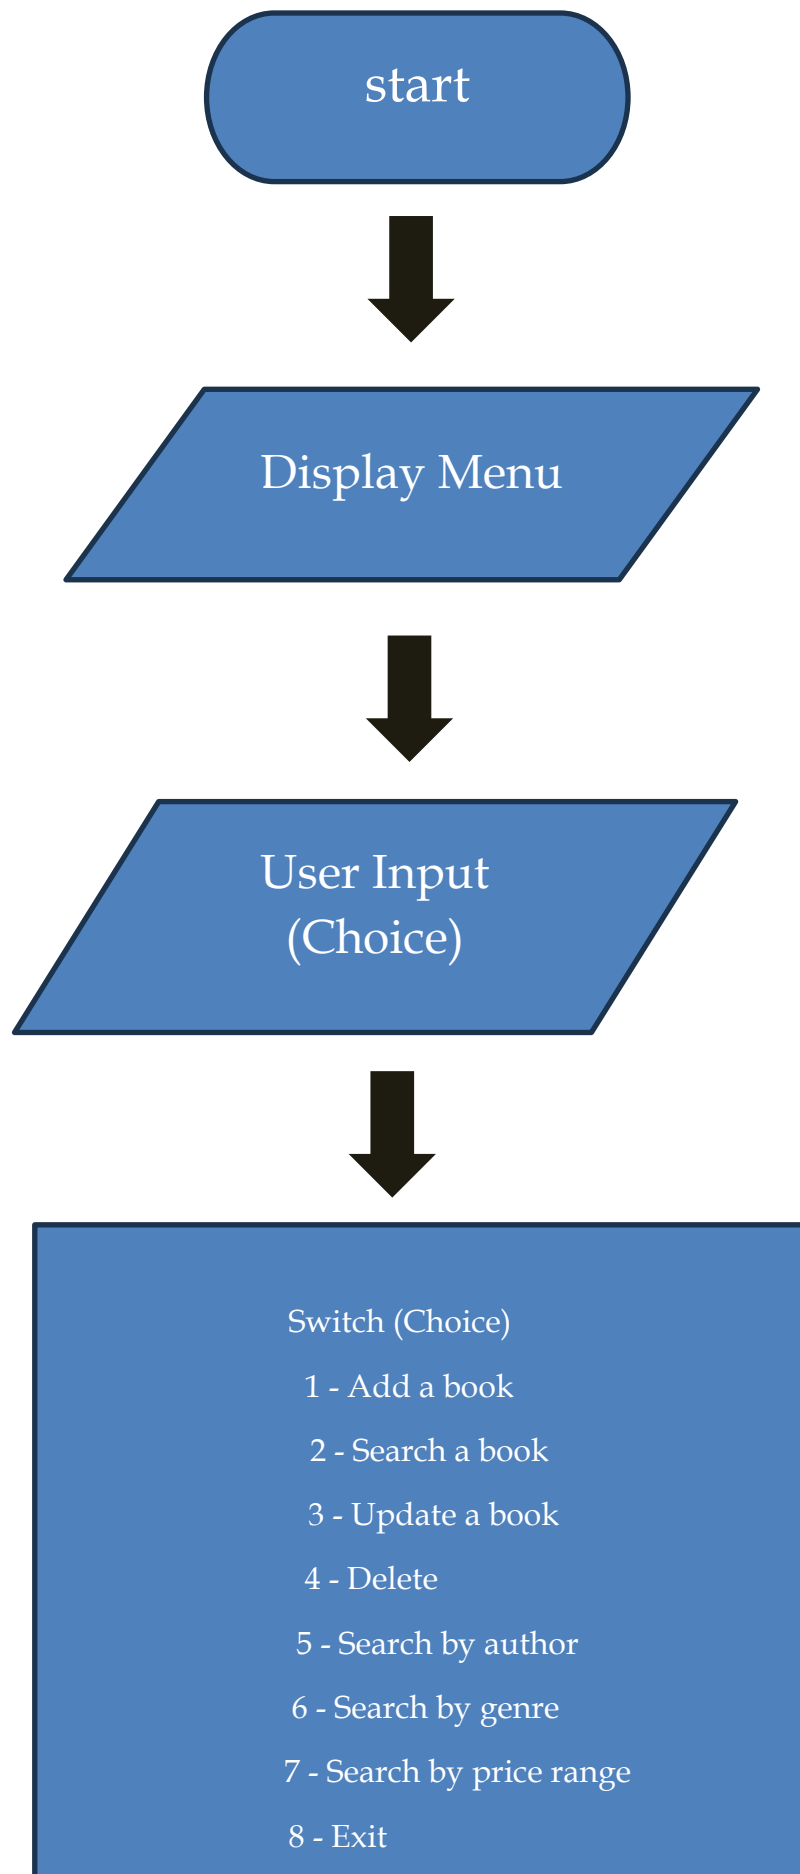 start
Display Menu
User Input
(Choice)
Switch (Choice)
1 - Add a book
2 - Search a book
3 - Update a book
4 - Delete
5 - Search by author
6 - Search by genre
7 - Search by price range
8 - Exit